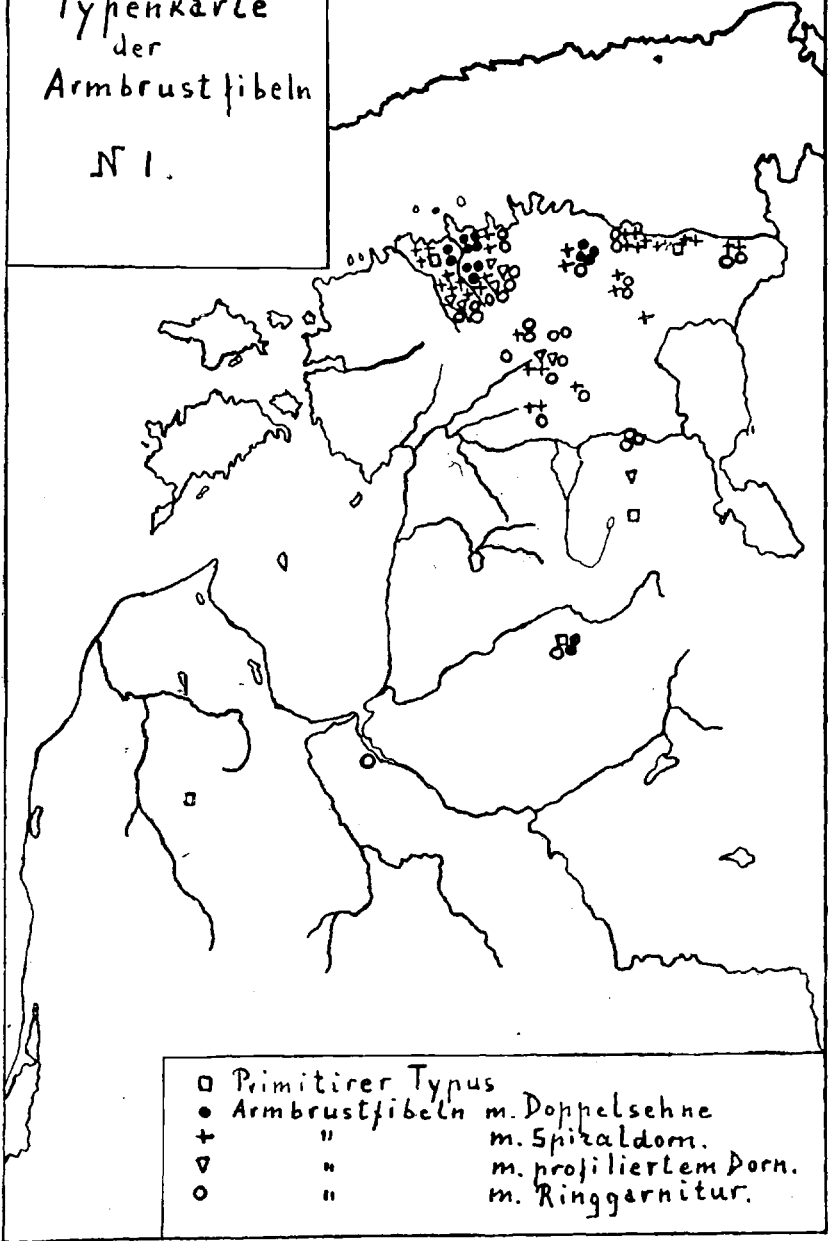 Typenkarte
der
Armbrustfibeln
N 1.
Primitirer Typus
Armbrustfibeln m. Doppelsehne
" m. Spiraldorn.
" m. profiliertem Dorn.
" m. Ringgarnitur.